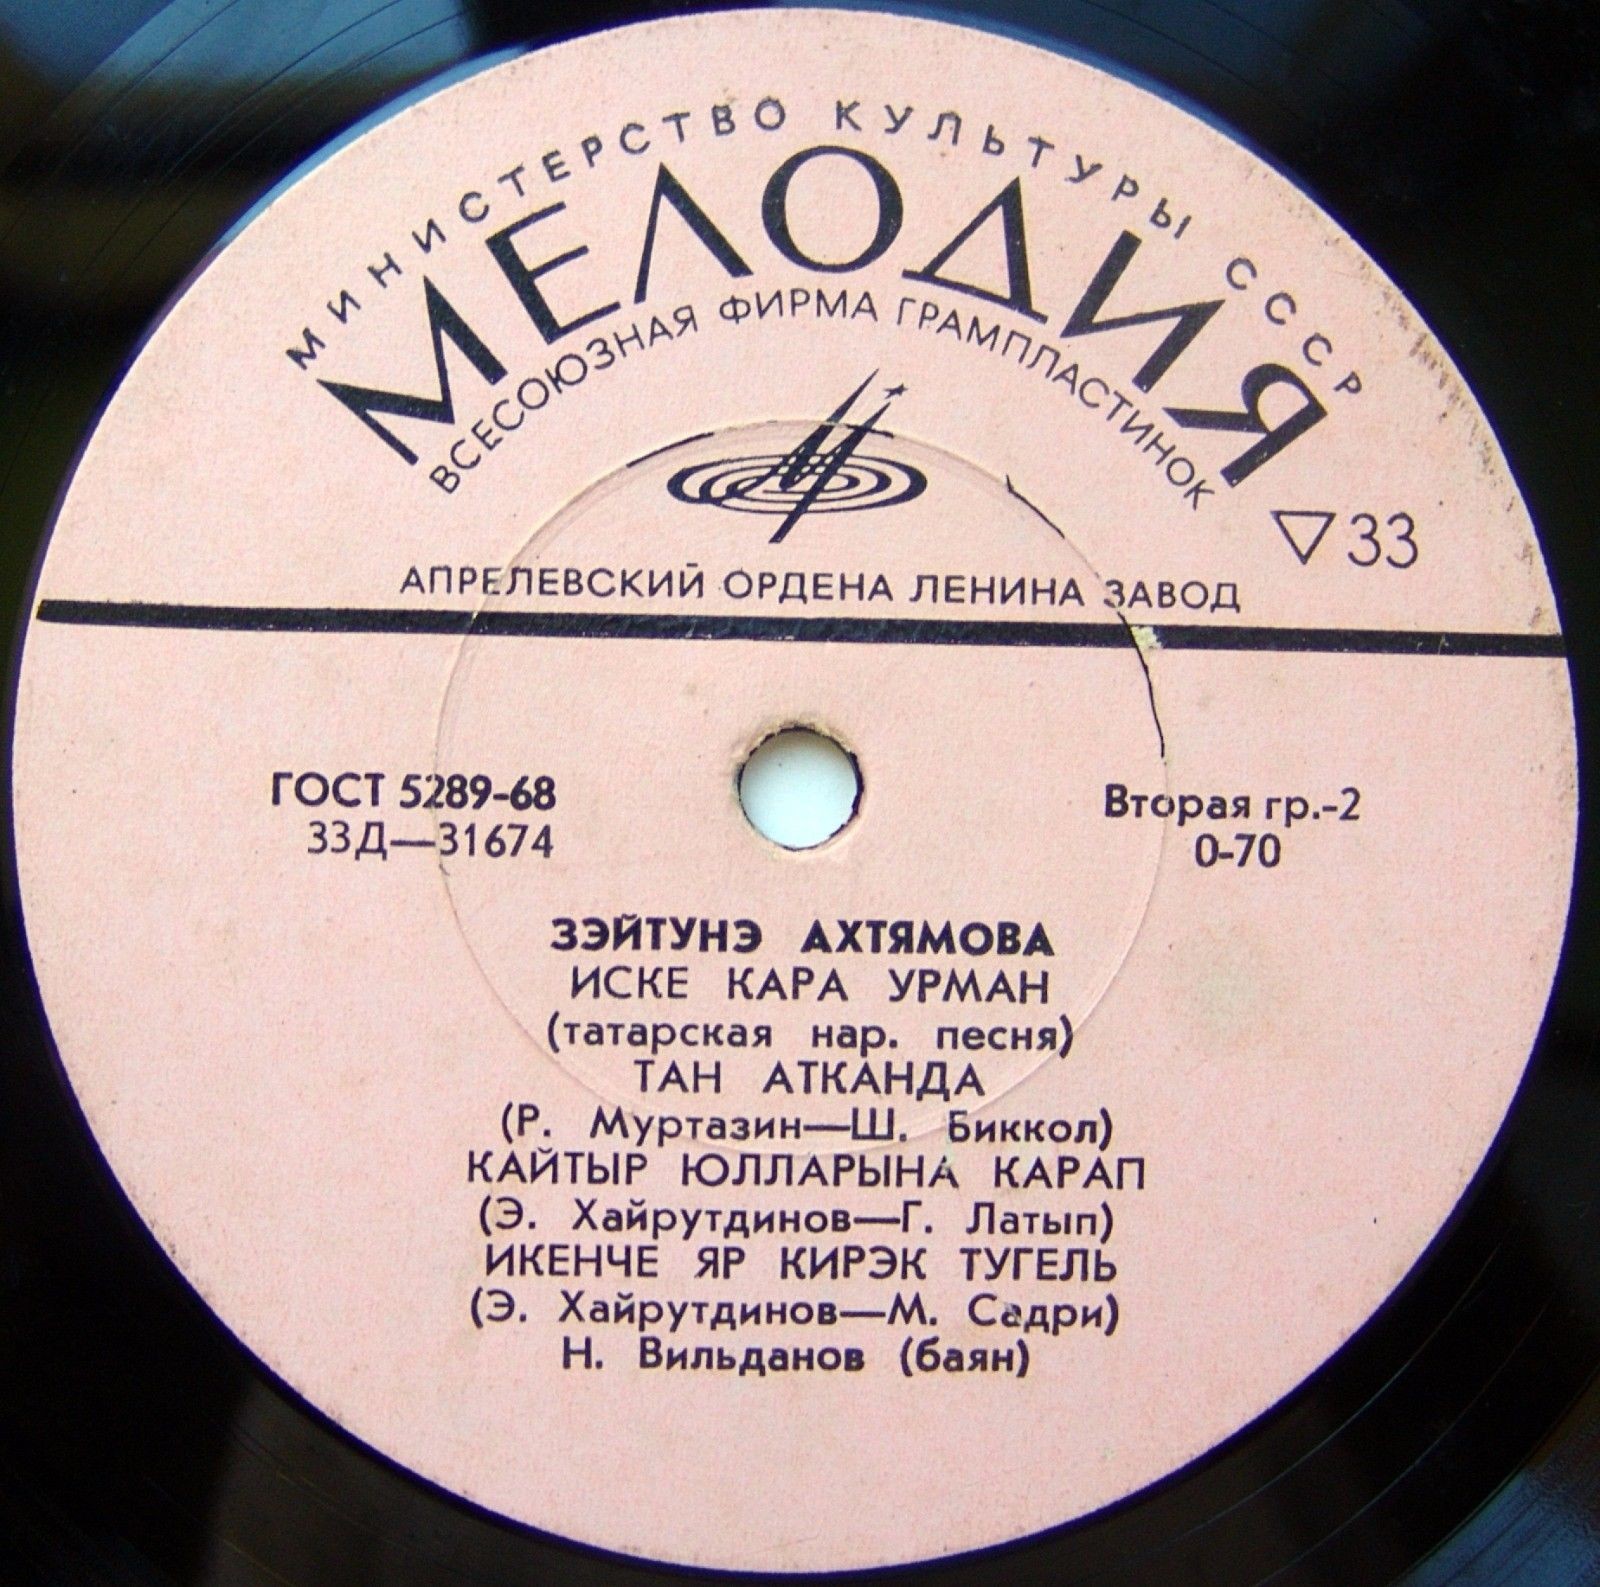 МИНИСТЕРСТВО КУЛЬТУРЫ СССР
МЕЛОДИЯ
ВСЕСОЮЗНАЯ ФИРМА ГРАМПЛАСТИНОК
▽33
АПРЕЛЕВСКИЙ ОРДЕНА ЛЕНИНА ЗАВОД
ГОСТ 5289-68
33Д—31674
Вторая гр.-2
0-70
ЗЭЙТУНЭ АХТЯМОВА
ИСКЕ КАРА УРМАН
(татарская нар. песня)
ТАН АТКАНДА
(Р. Муртазин—Ш. Биккол)
КАЙТЫР ЮЛЛАРЫНА КАРАП
(Э. Хайрутдинов—Г. Латып)
ИКЕНЧЕ ЯР КИРЭК ТУГЕЛЬ
(Э. Хайрутдинов—М. Садри)
Н. Вильданов (баян)